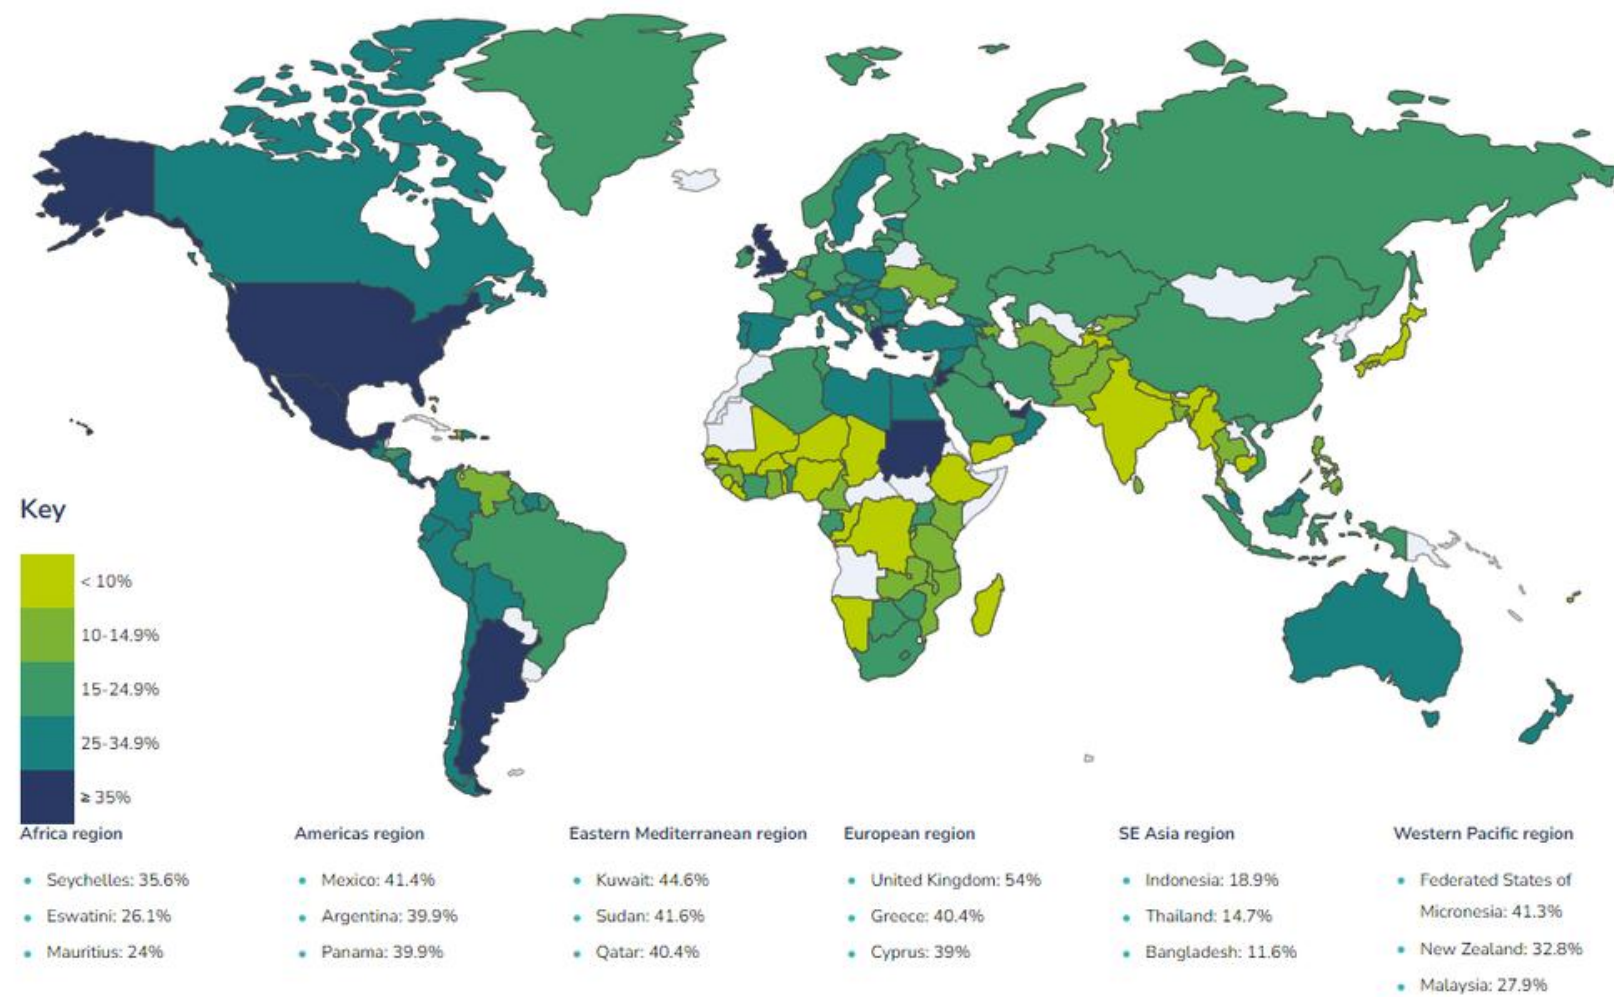 Key
< 10%
10-14.9%
15-24.9%
25-34.9%
≥ 35%
Africa region
Seychelles: 35.6%
Eswatini: 26.1%
Mauritius: 24%
Americas region
Mexico: 41.4%
Argentina: 39.9%
Panama: 39.9%
Eastern Mediterranean region
Kuwait: 44.6%
Sudan: 41.6%
Qatar: 40.4%
European region
United Kingdom: 54%
Greece: 40.4%
Cyprus: 39%
SE Asia region
Indonesia: 18.9%
Thailand: 14.7%
Bangladesh: 11.6%
Western Pacific region
Federated States of
Micronesia: 41.3%
New Zealand: 32.8%
Malaysia: 27.9%